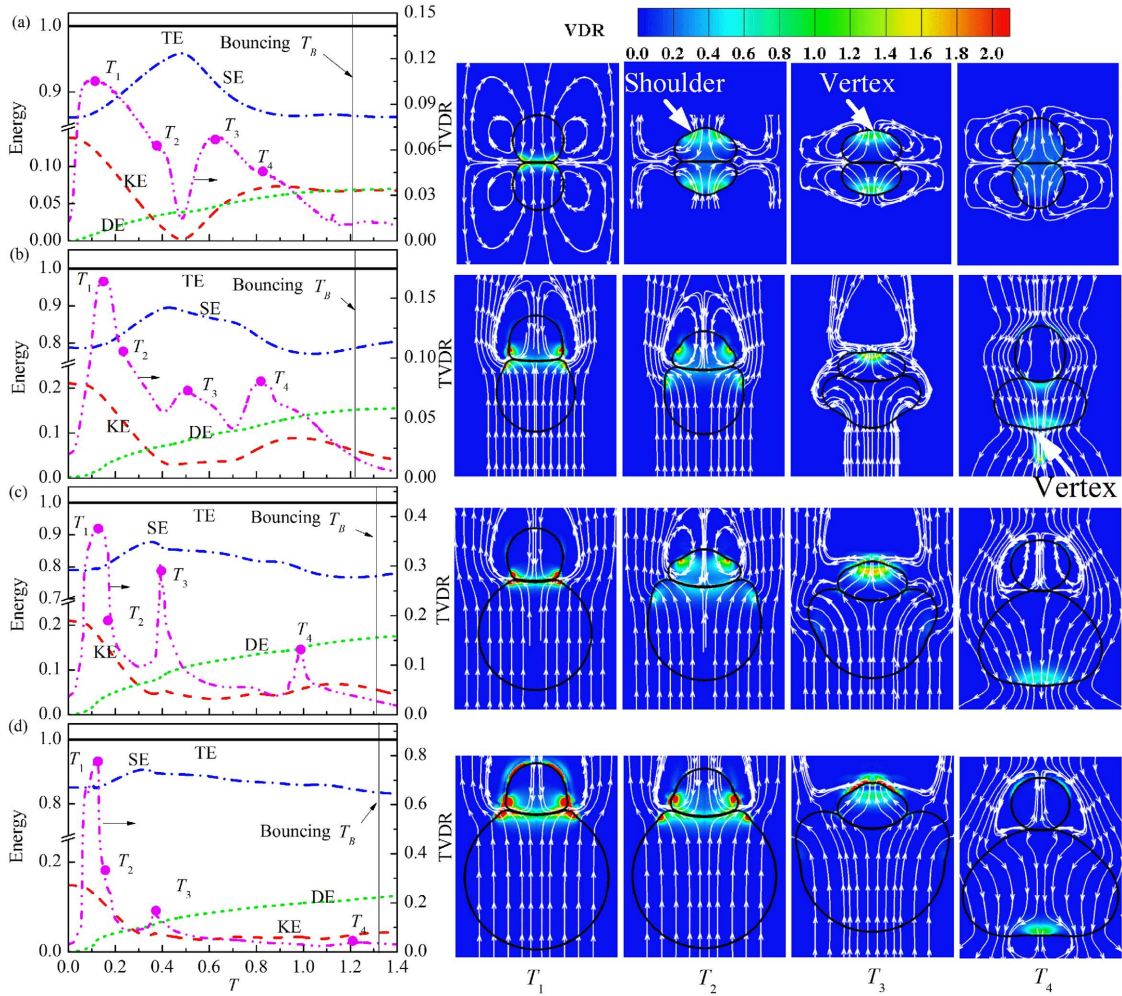 (a)
1.0
0.9
0.10
0.05
0.00
Energy
TE
SE
KE
DE
T1
T2
T3
T4
Bouncing TB
0.15
0.12
0.09
0.06
0.03
0.00
TVDR
VDR
0.0 0.2 0.4 0.6 0.8 1.0 1.2 1.4 1.6 1.8 2.0
Shoulder
Vertex
(b)
1.0
0.9
0.8
0.2
0.1
0.0
Energy
TE
SE
KE
DE
T1
T2
T3
T4
Bouncing TB
0.15
0.10
0.05
0.00
TVDR
Vertex
(c)
1.0
0.9
0.8
0.7
0.2
0.1
0.0
Energy
TE
SE
KE
DE
T1
T2
T3
T4
Bouncing TB
0.4
0.3
0.2
0.1
0.0
TVDR
(d)
1.0
0.8
0.2
0.0
Energy
TE
SE
KE
DE
T1
T2
T3
T4
Bouncing TB
0.8
0.7
0.6
0.5
0.4
0.3
0.2
0.1
0.0
TVDR
0.0 0.2 0.4 0.6 0.8 1.0 1.2 1.4
T
T1 T2 T3 T4